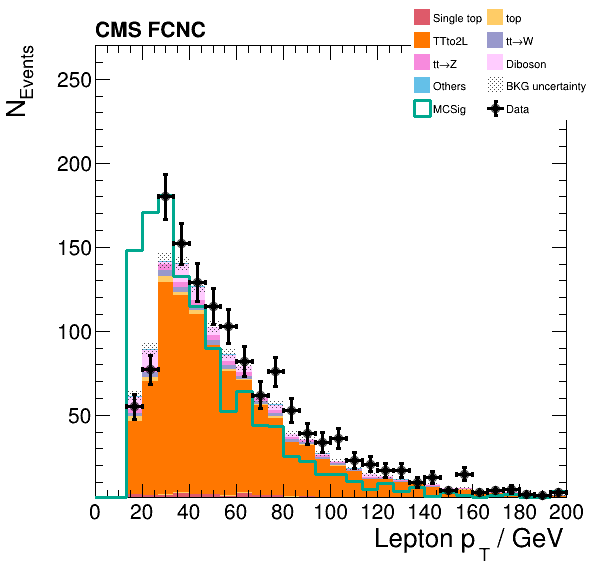 CMS FCNC
Single top
top
TTto2L
tt→W
tt→Z
Diboson
Others
BKG uncertainty
MCSig
Data
N_Events
250
200
150
100
50
0 20 40 60 80 100 120 140 160 180 200
Lepton p_T / GeV